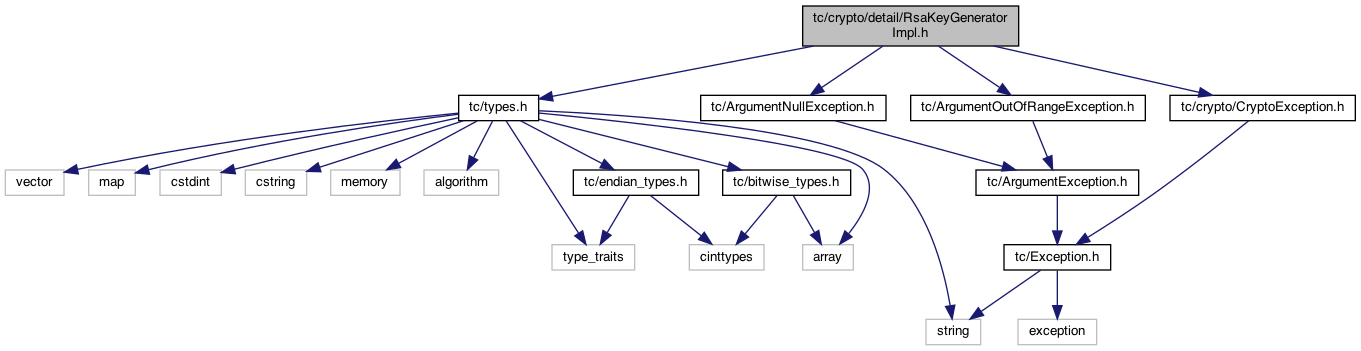 tc/crypto/detail/RsaKeyGenerator
Impl.h
tc/types.h
tc/ArgumentNullException.h
tc/ArgumentOutOfRangeException.h
tc/crypto/CryptoException.h
vector
map
cstdint
cstring
memory
algorithm
tc/endian_types.h
tc/bitwise_types.h
tc/ArgumentException.h
type_traits
cinttypes
array
tc/Exception.h
string
exception